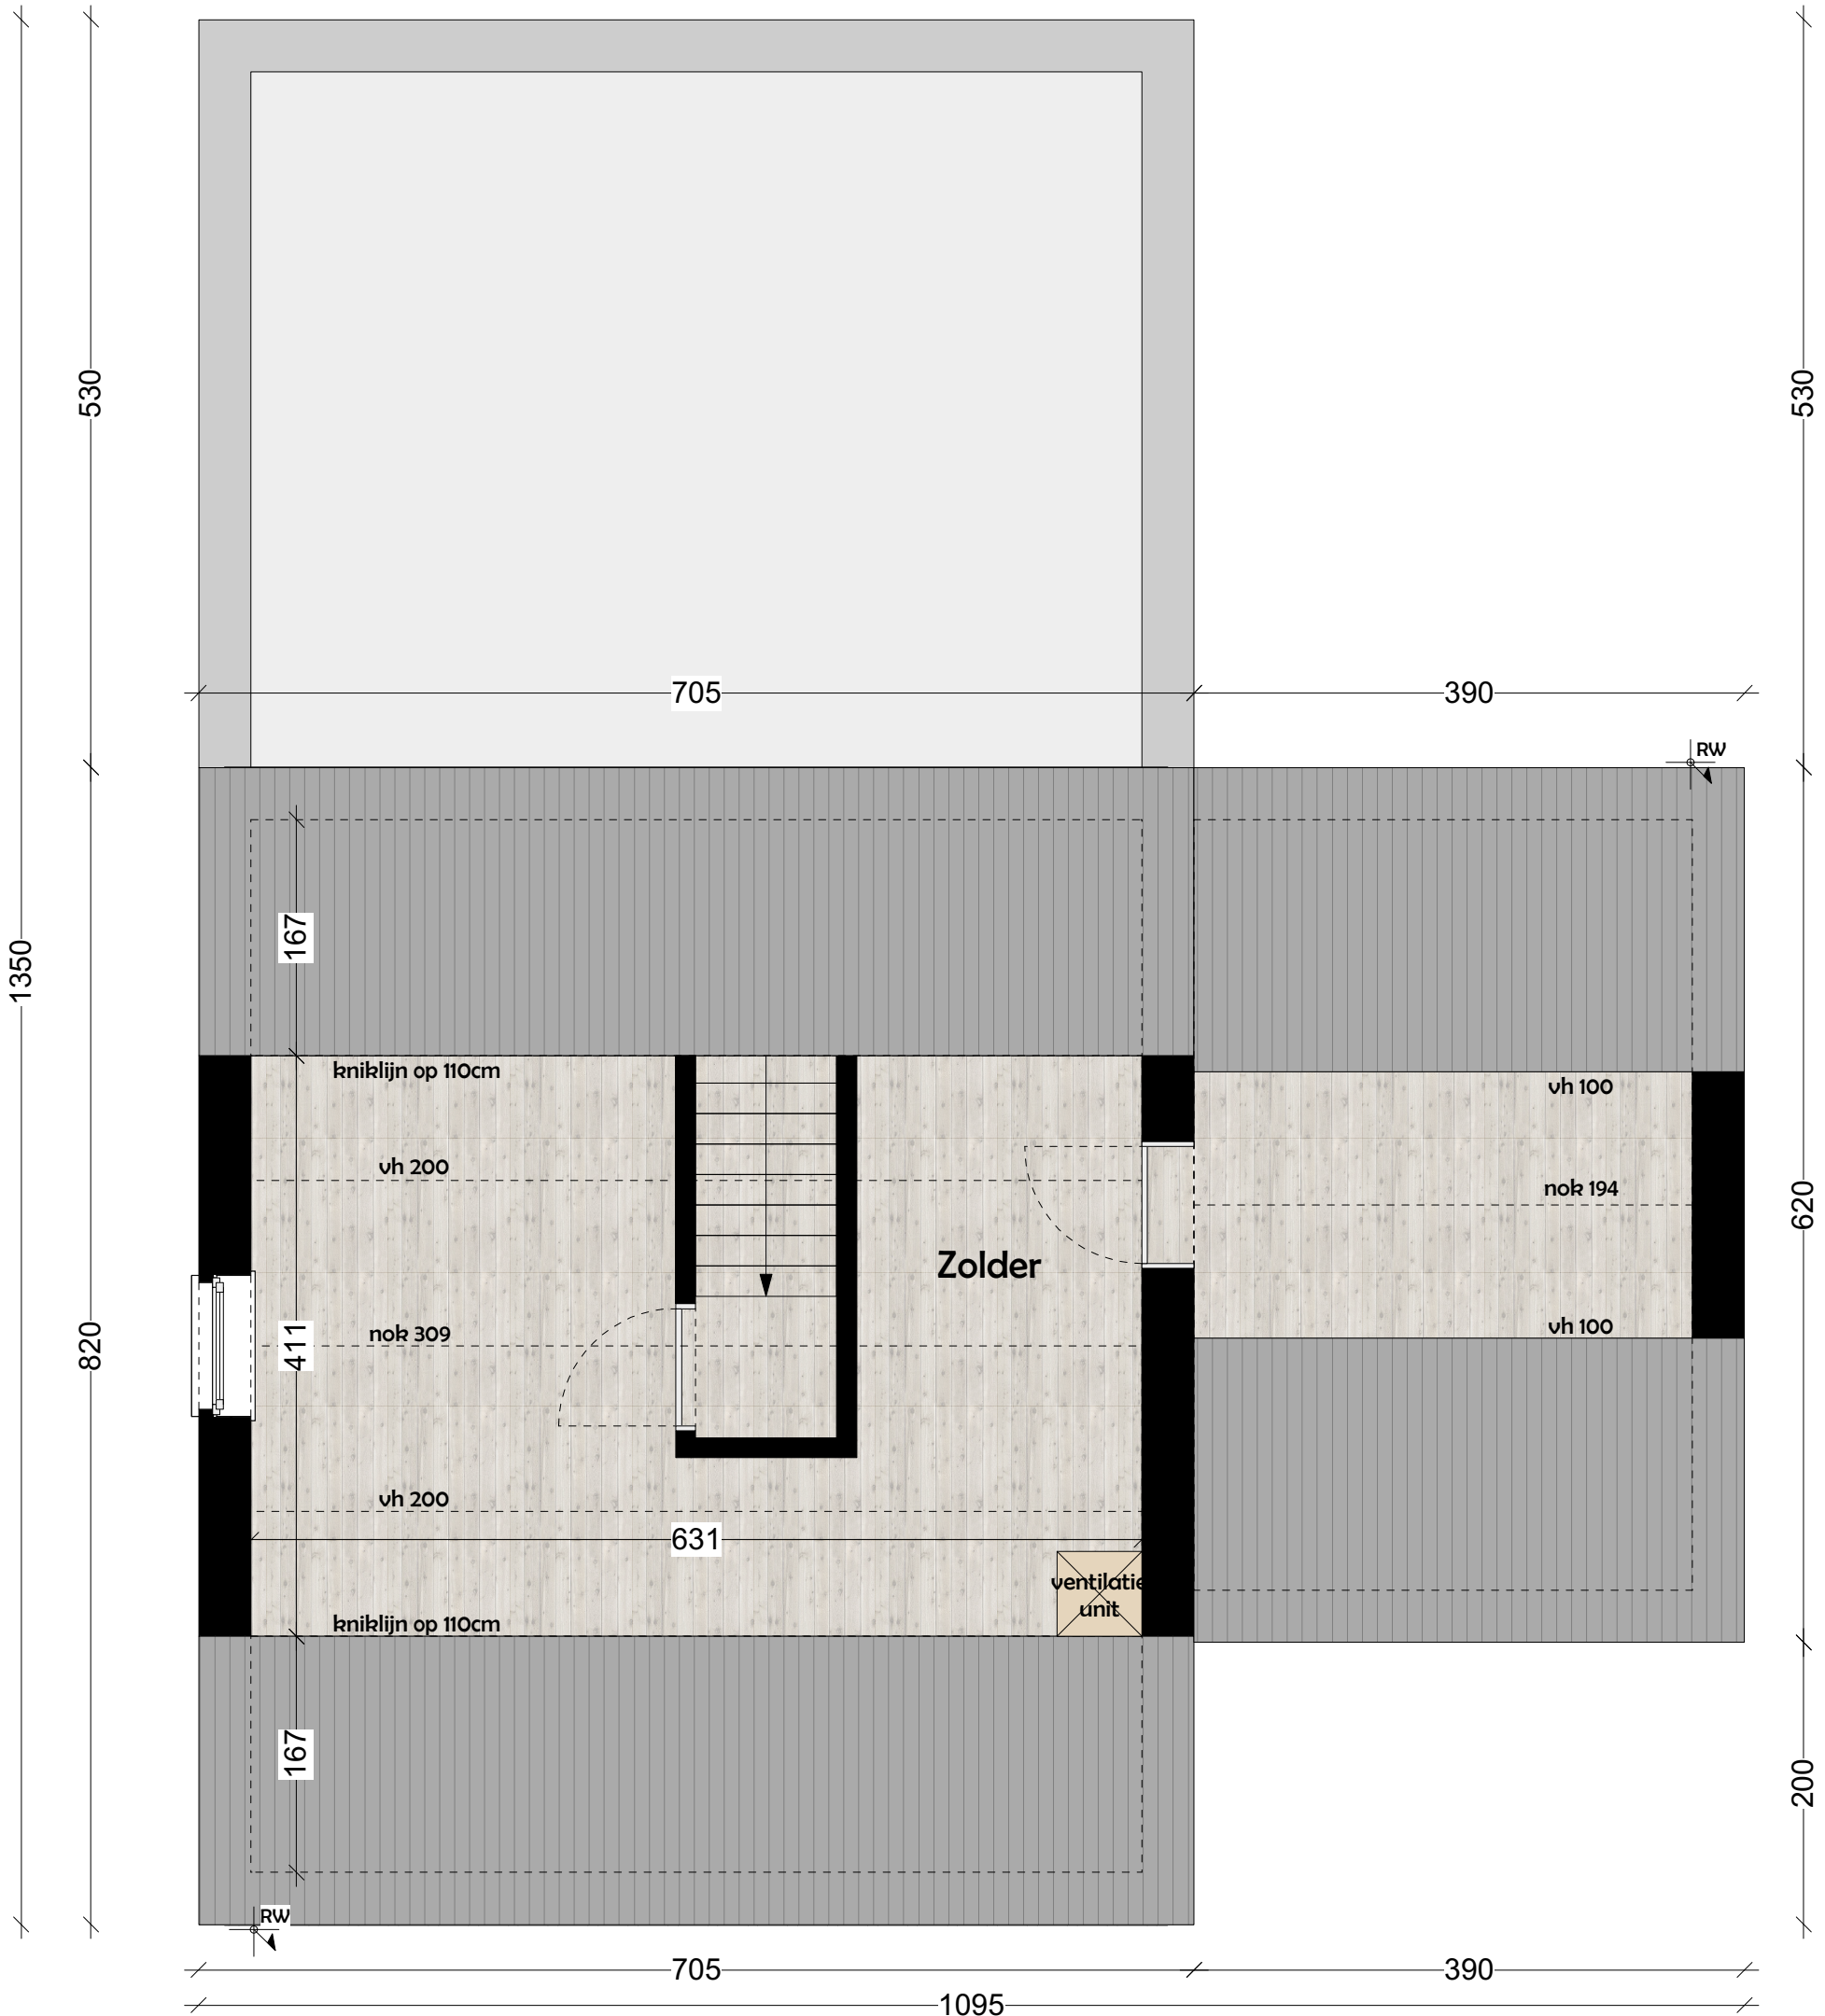 530
530
705
390
RW
167
1350
kniklijn op 110cm
vh 100
vh 200
nok 194
620
Zolder
vh 100
nok 309
411
820
vh 200
631
ventilatie
unit
kniklijn op 110cm
167
200
RW
705
390
1095